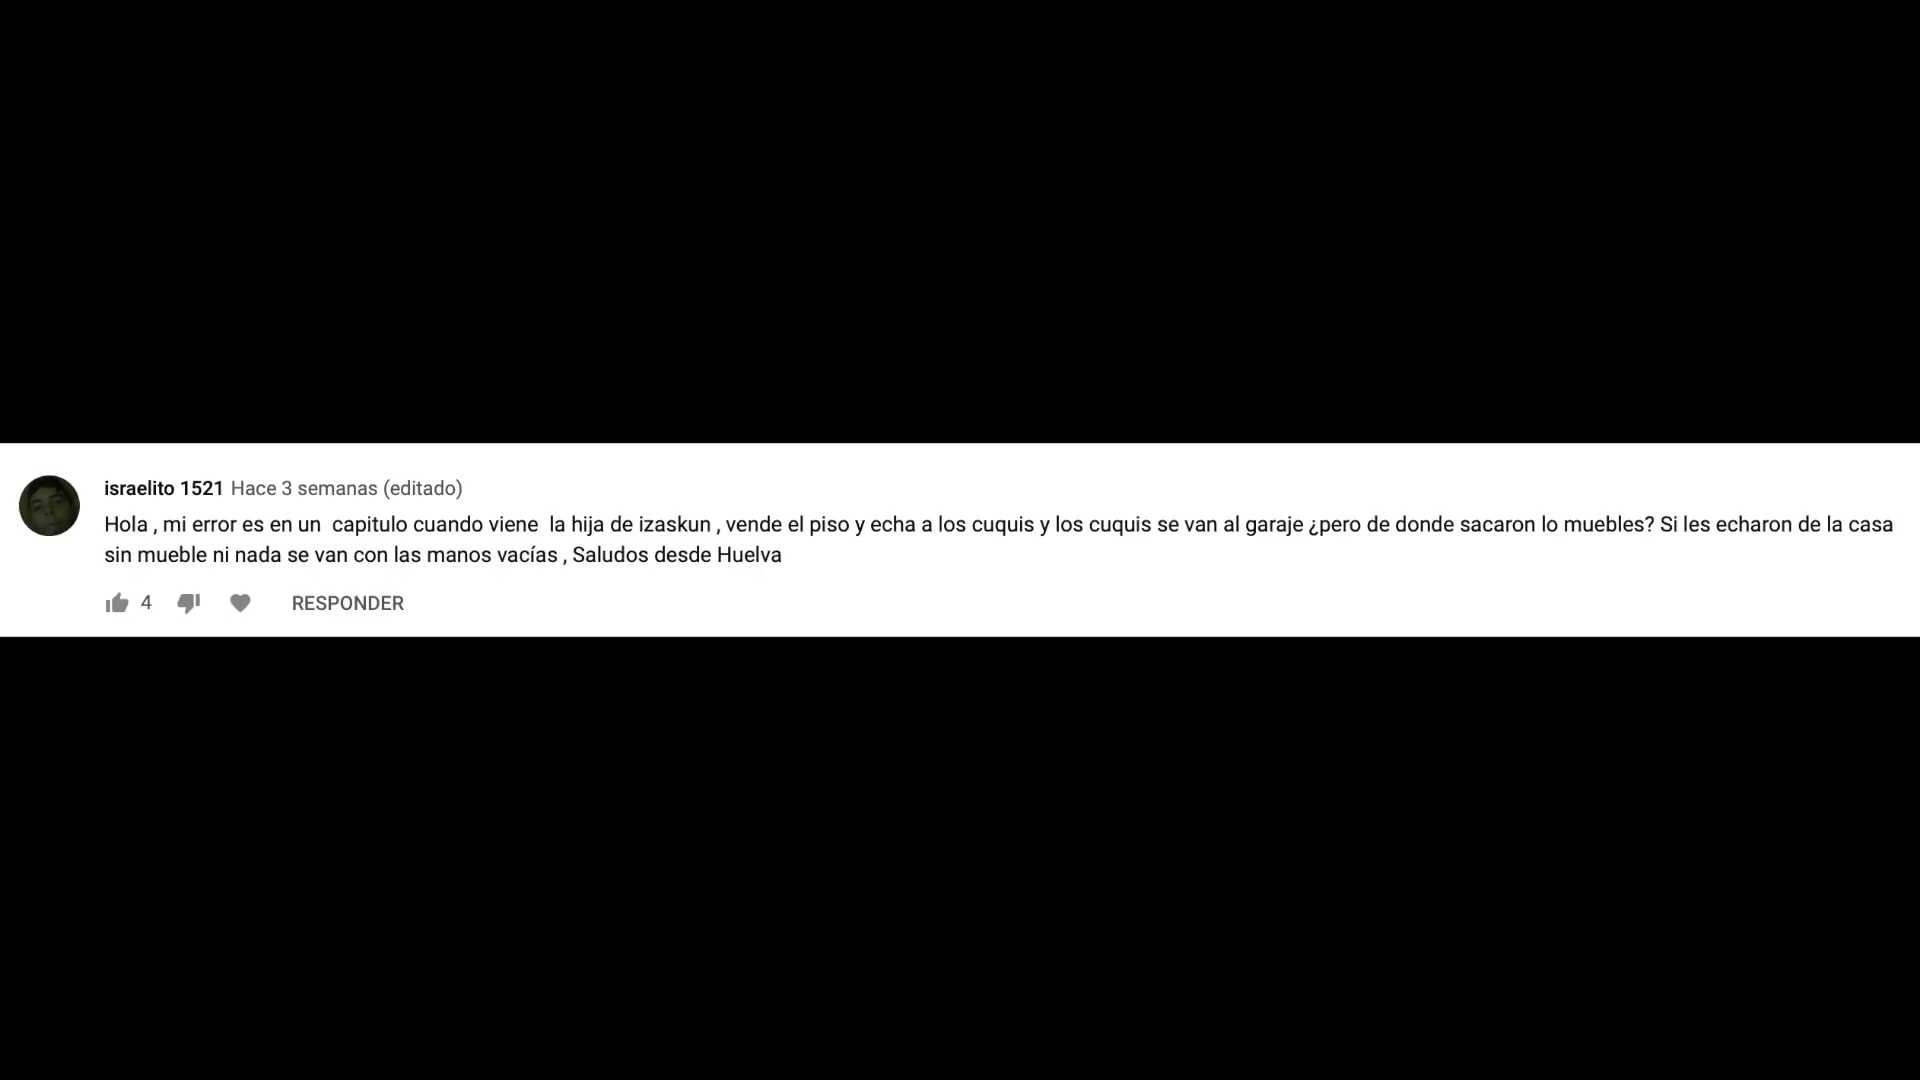 israelito 1521 Hace 3 semanas (editado)
Hola , mi error es en un  capitulo cuando viene  la hija de izaskun , vende el piso y echa a los cuquis y los cuquis se van al garaje ¿pero de donde sacaron lo muebles? Si les echaron de la casa
sin mueble ni nada se van con las manos vacías , Saludos desde Huelva
4 RESPONDER